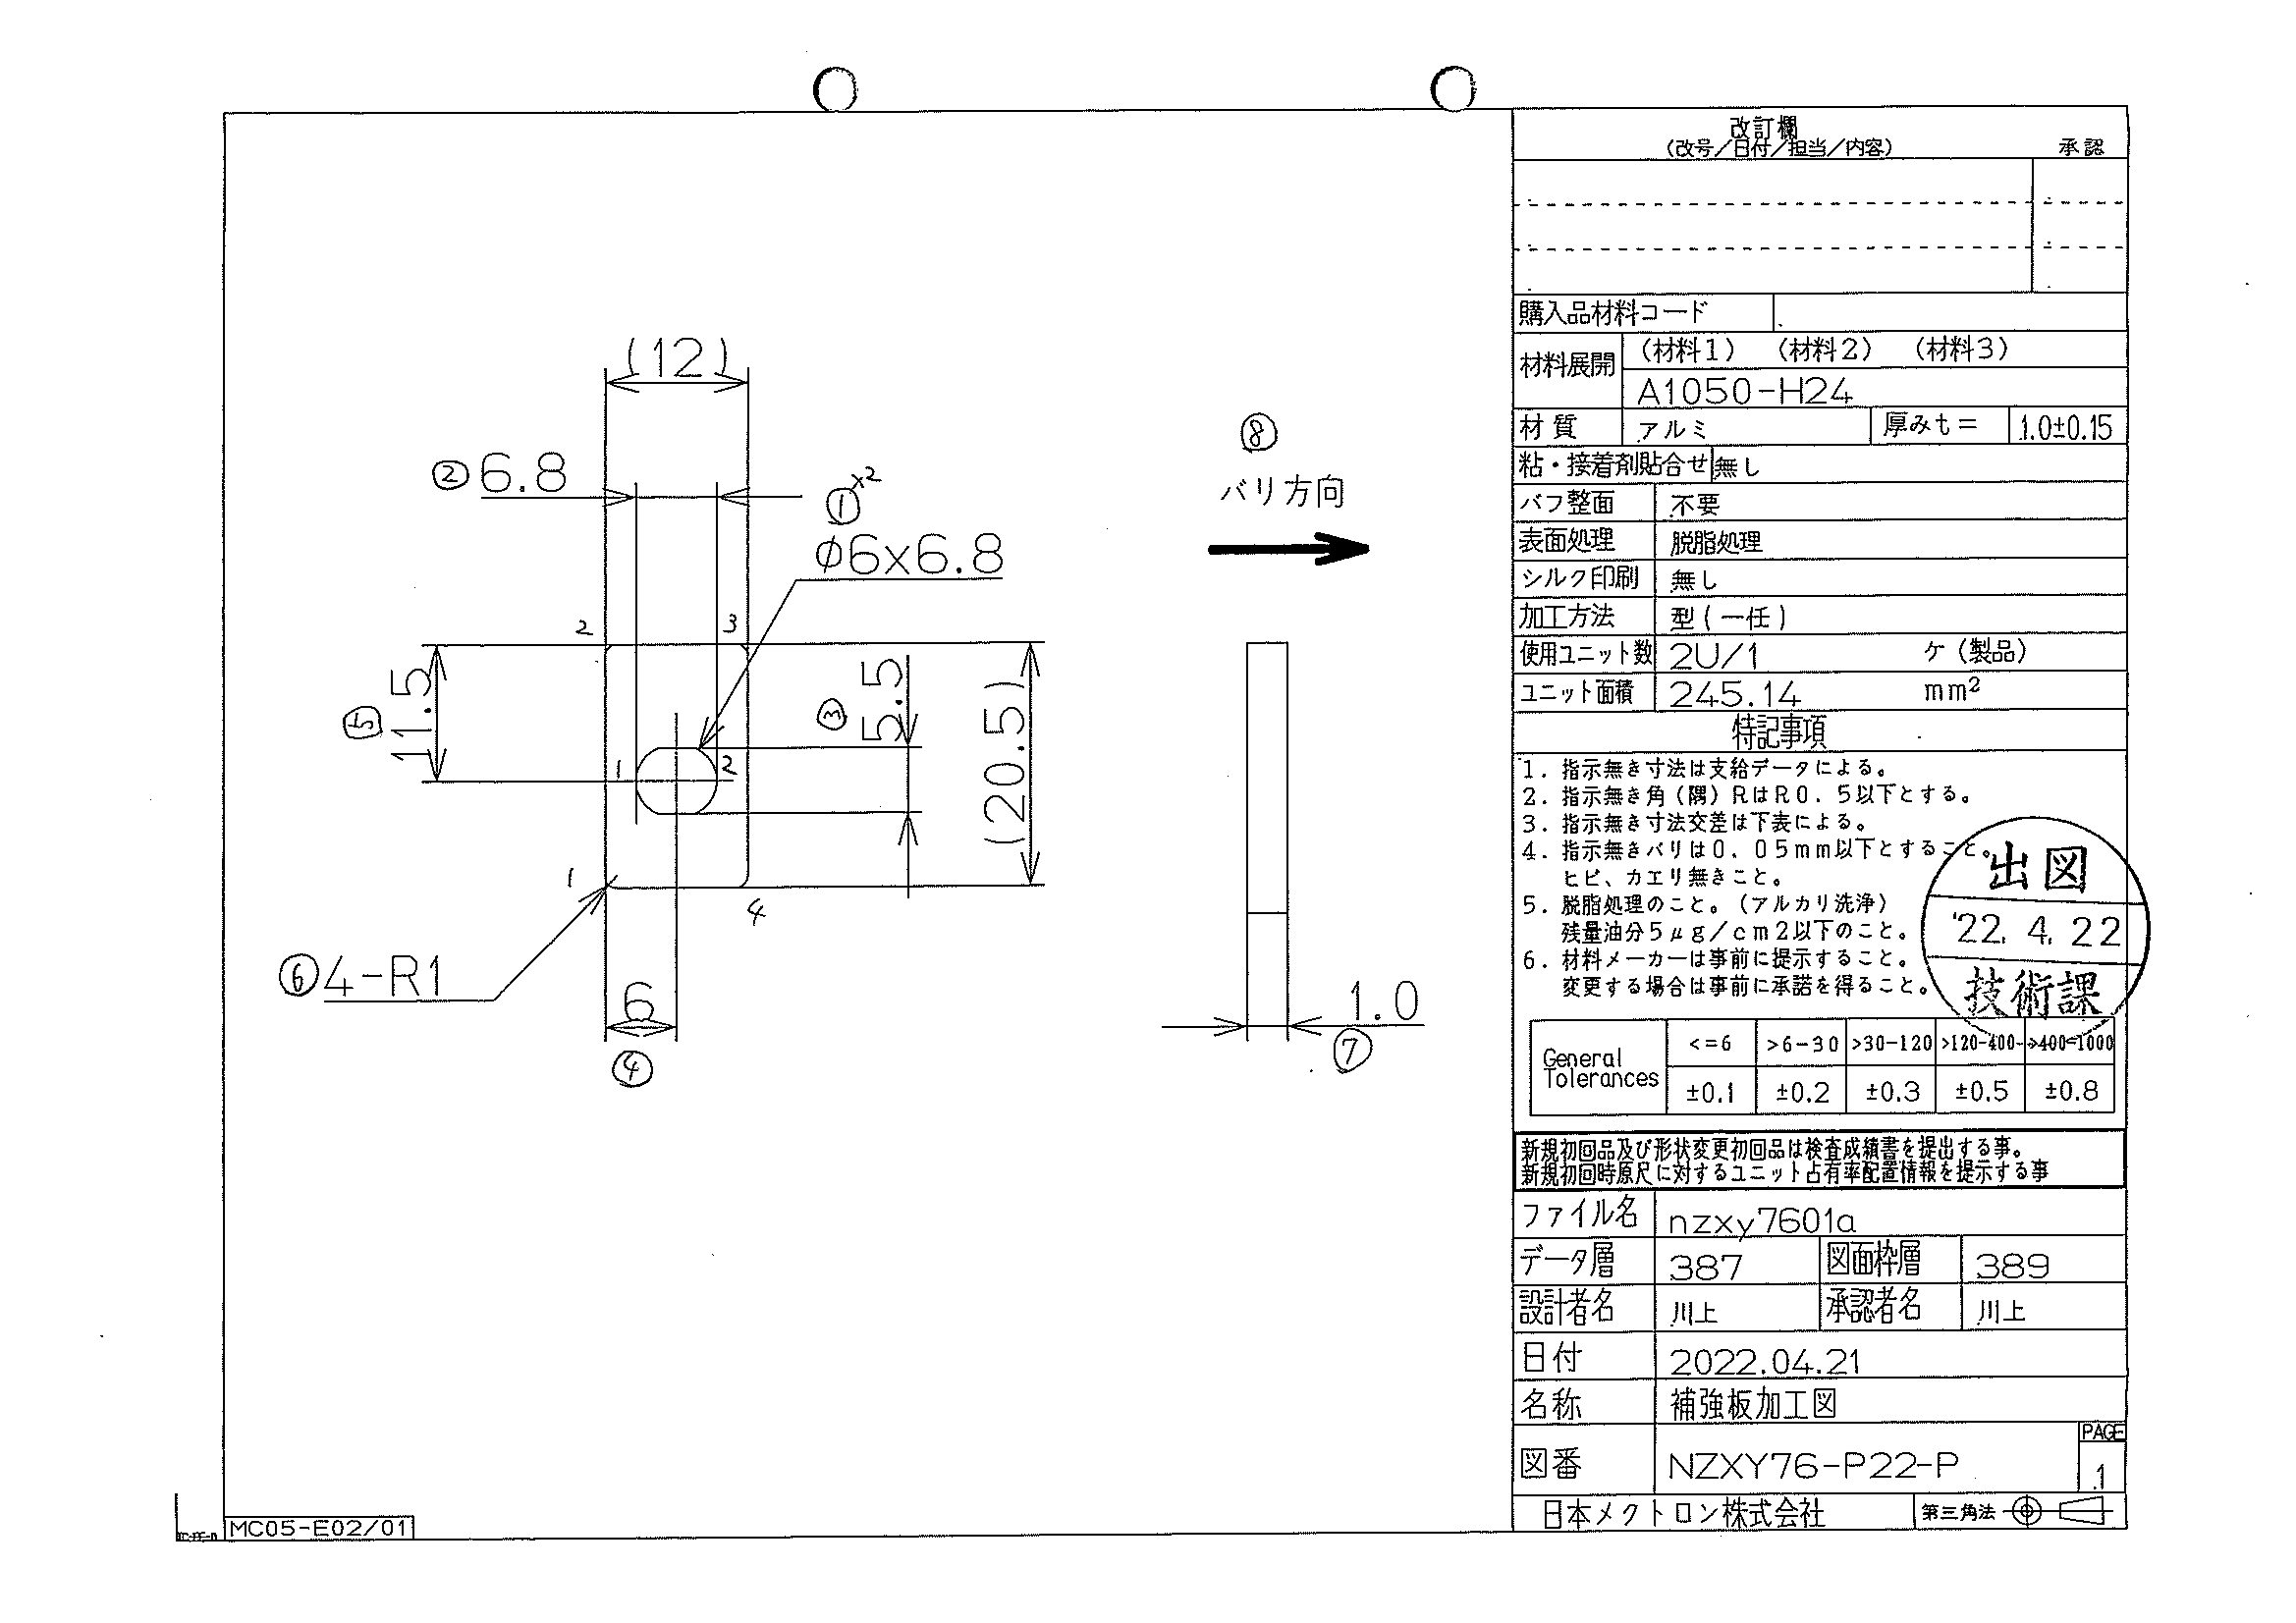 改訂欄
(改号/日付/担当/内容) 承認
購入品材料コード
材料展開 (材料1) (材料2) (材料3)
A1050-H24
材質 アルミ 厚みt= 1.0±0.15
粘・接着剤貼合せ 無し
バフ整面 不要
表面処理 脱脂処理
シルク印刷 無し
加工方法 型(一任)
使用ユニット数 2U/1 ケ(製品)
ユニット面積 245.14 mm²
特記事項
1. 指示無き寸法は支給データによる。
2. 指示無き角(隅)RはR0.5以下とする。
3. 指示無き寸法交差は下表による。
4. 指示無きバリは0.05mm以下とすること。
ヒビ、カエリ無きこと。
5. 脱脂処理のこと。(アルカリ洗浄)
残量油分5μg/cm2以下のこと。
6. 材料メーカーは事前に提示すること。
変更する場合は事前に承諾を得ること。
出図
'22. 4. 22
技術課
General Tolerances
<=6 >6-30 >30-120 >120-400 >400-1000
±0.1 ±0.2 ±0.3 ±0.5 ±0.8
新規初回品及び形状変更初回品は検査成績書を提出する事。
新規初回時原尺に対するユニット占有率配置情報を提示する事
ファイル名 nzxy7601a
データ層 387 図面枠層 389
設計者名 川上 承認者名 川上
日付 2022.04.21
名称 補強板加工図
図番 NZXY76-P22-P
PAGE
1
日本メクトロン株式会社 第三角法
(12)
② 6.8
① x2
φ6x6.8
⑧
バリ方向
2 3
⑤ 11.5
③ 5.5
(20.5)
1 2
1 4
⑥ 4-R1
6
④
1.0
⑦
MC05-E02/01